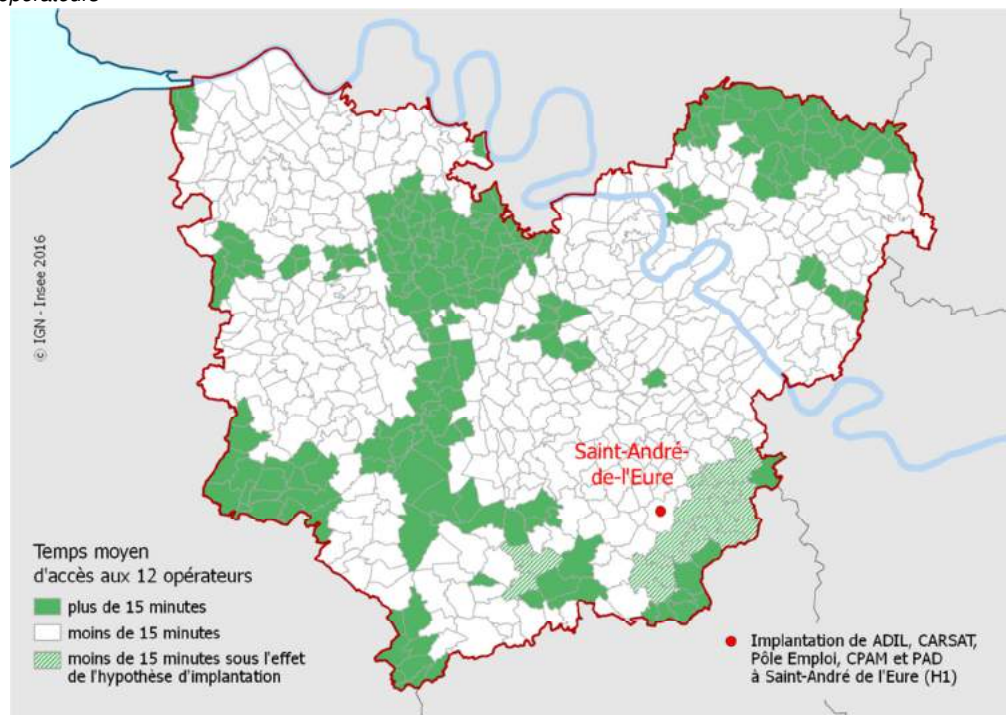 opérateurs
© IGN - Insee 2016
Saint-André-
de-l'Eure
Temps moyen
d'accès aux 12 opérateurs
plus de 15 minutes
moins de 15 minutes
moins de 15 minutes sous l'effet
de l'hypothèse d'implantation
Implantation de ADIL, CARSAT,
Pôle Emploi, CPAM et PAD
à Saint-André de l'Eure (H1)